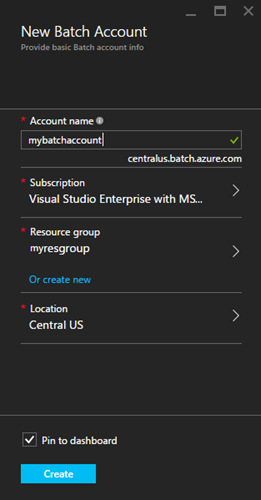 New Batch Account
Provide basic Batch account info
* Account name
mybatchaccount
centralus.batch.azure.com
* Subscription
Visual Studio Enterprise with MS...
* Resource group
myresgroup
Or create new
* Location
Central US
Pin to dashboard
Create